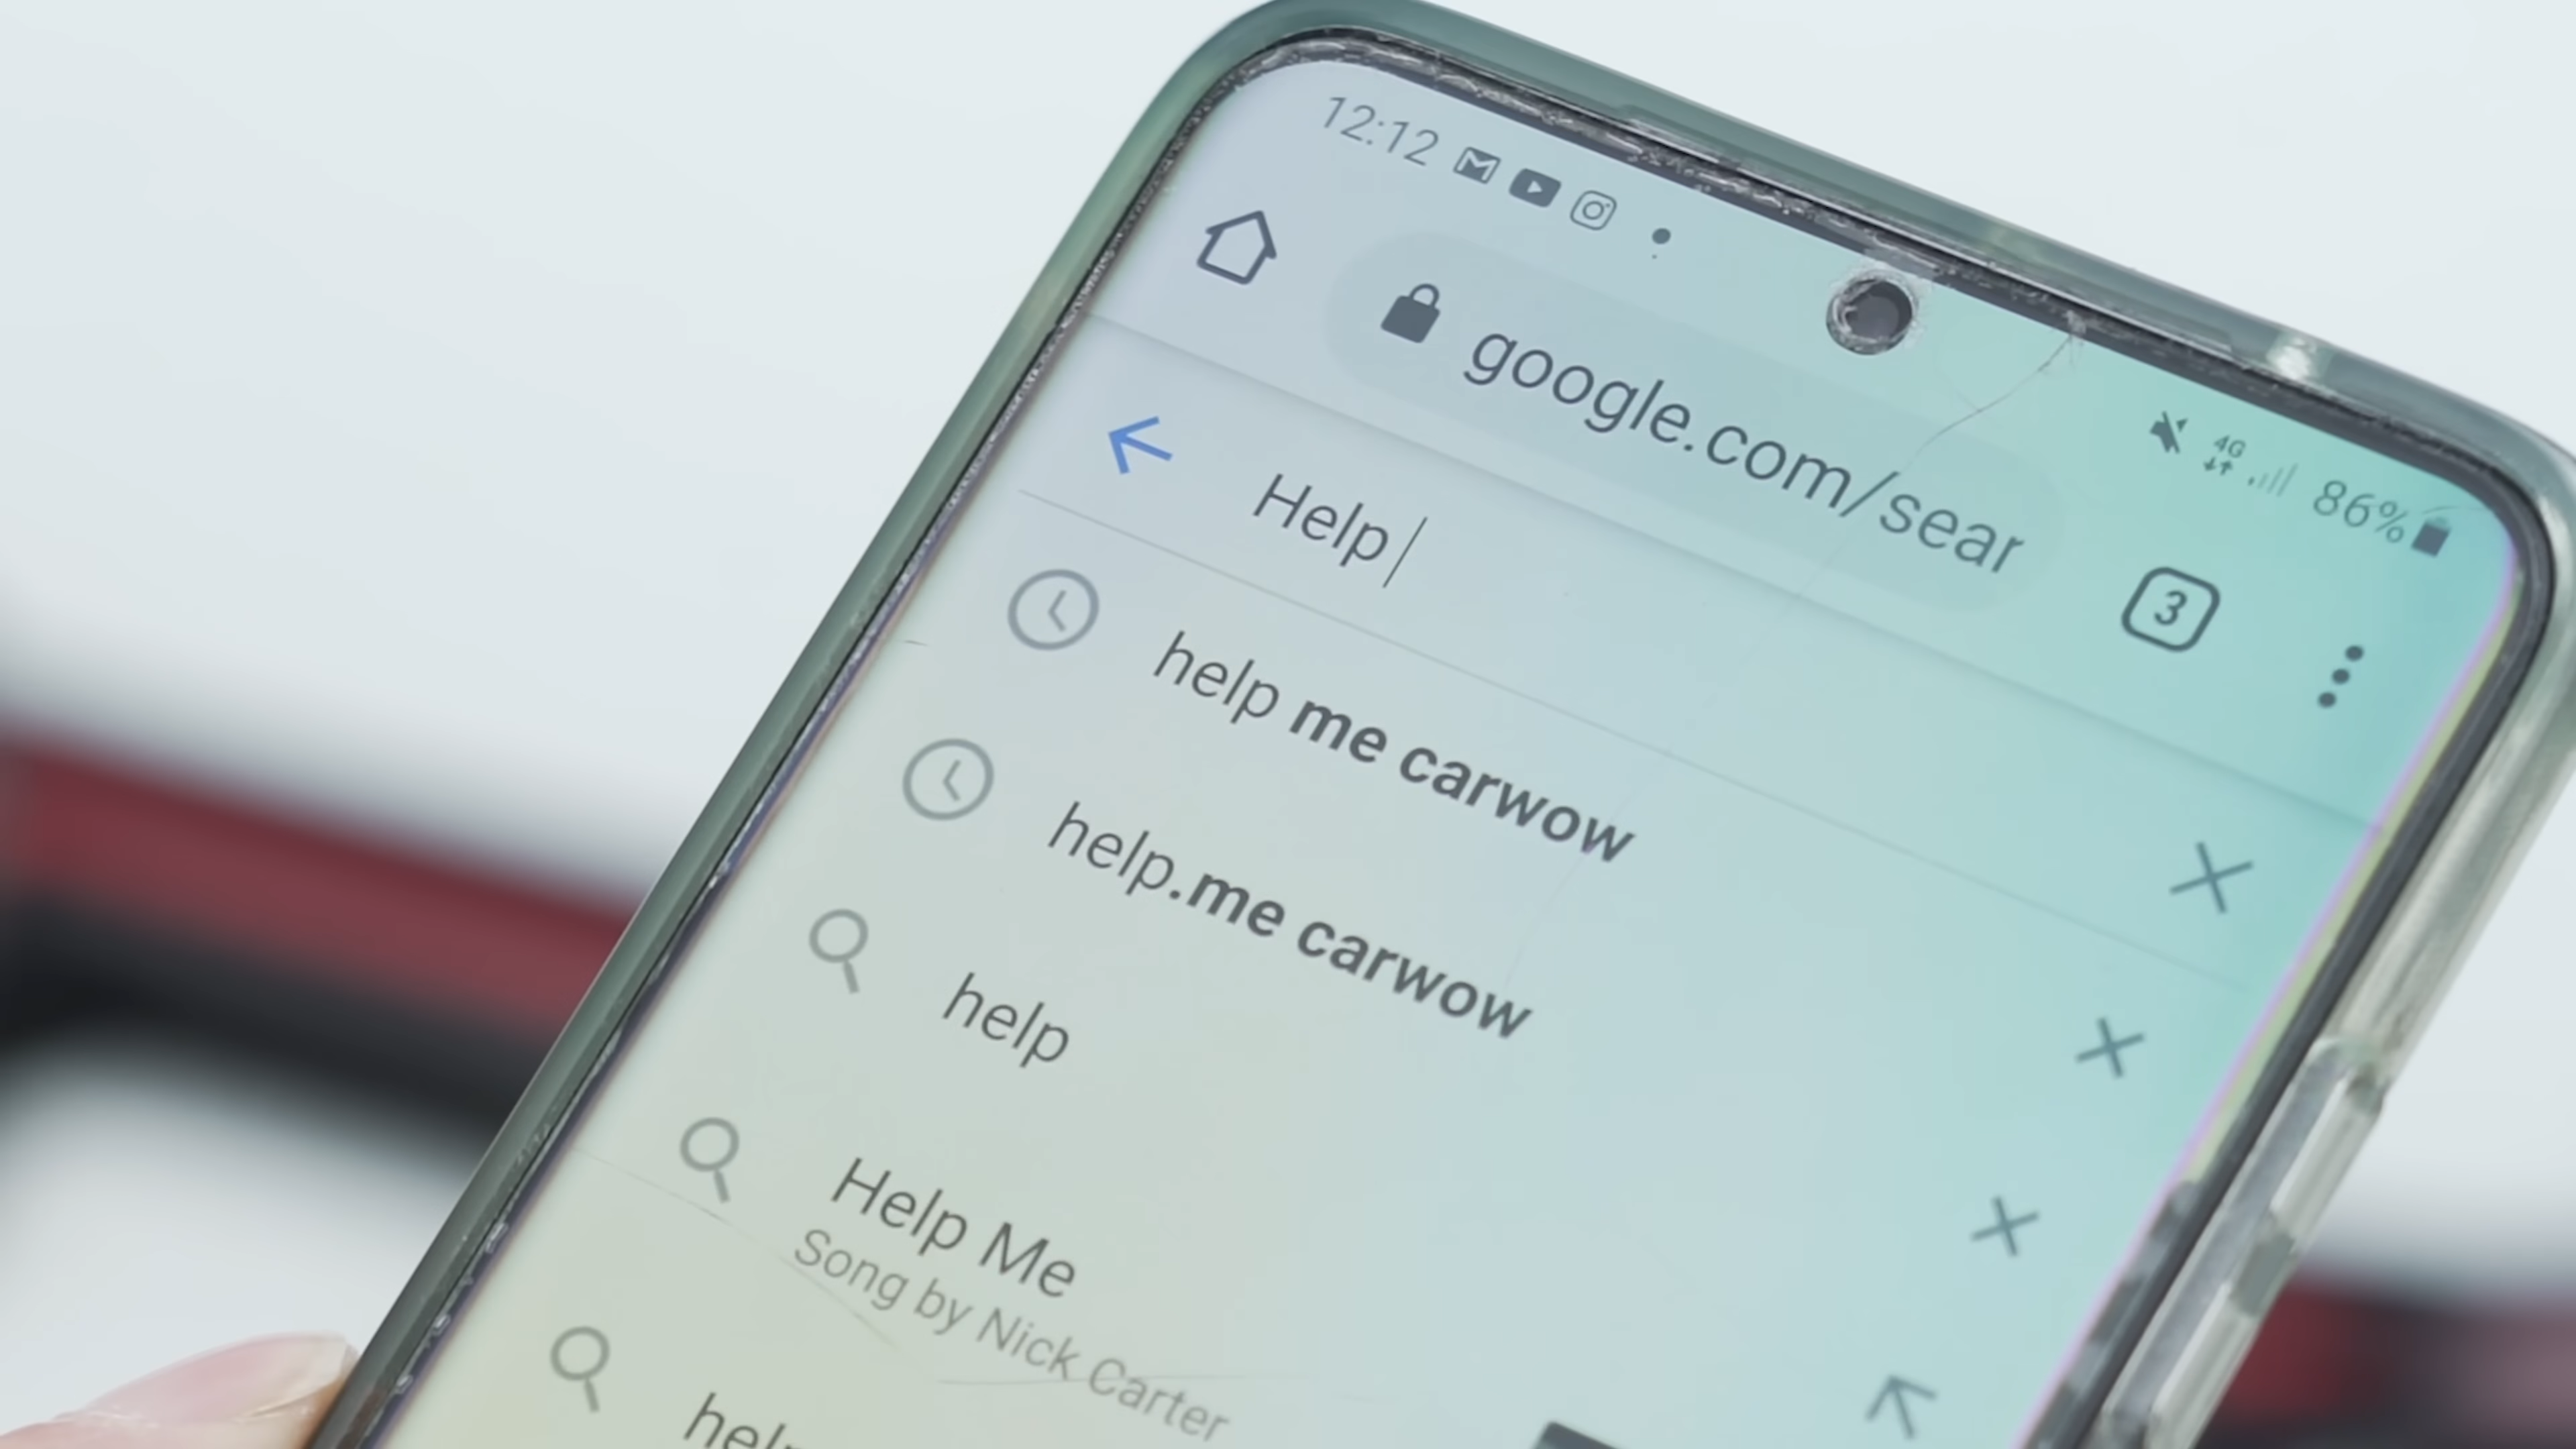 12:12
4G
86%
google.com/sear
3
Help
help me carwow
help.me carwow
help
Help Me
Song by Nick Carter